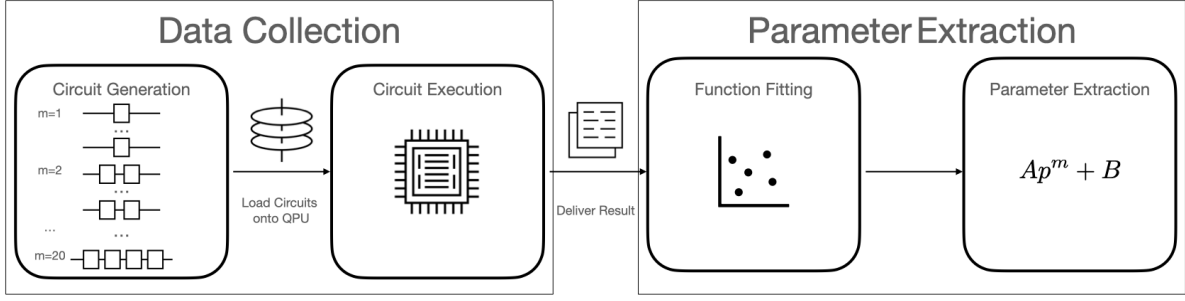 Data Collection
Circuit Generation
m=1
...
m=2
...
...
...
m=20
Load Circuits
onto QPU
Circuit Execution
Deliver Result
Parameter Extraction
Function Fitting
Parameter Extraction
Ap^m + B